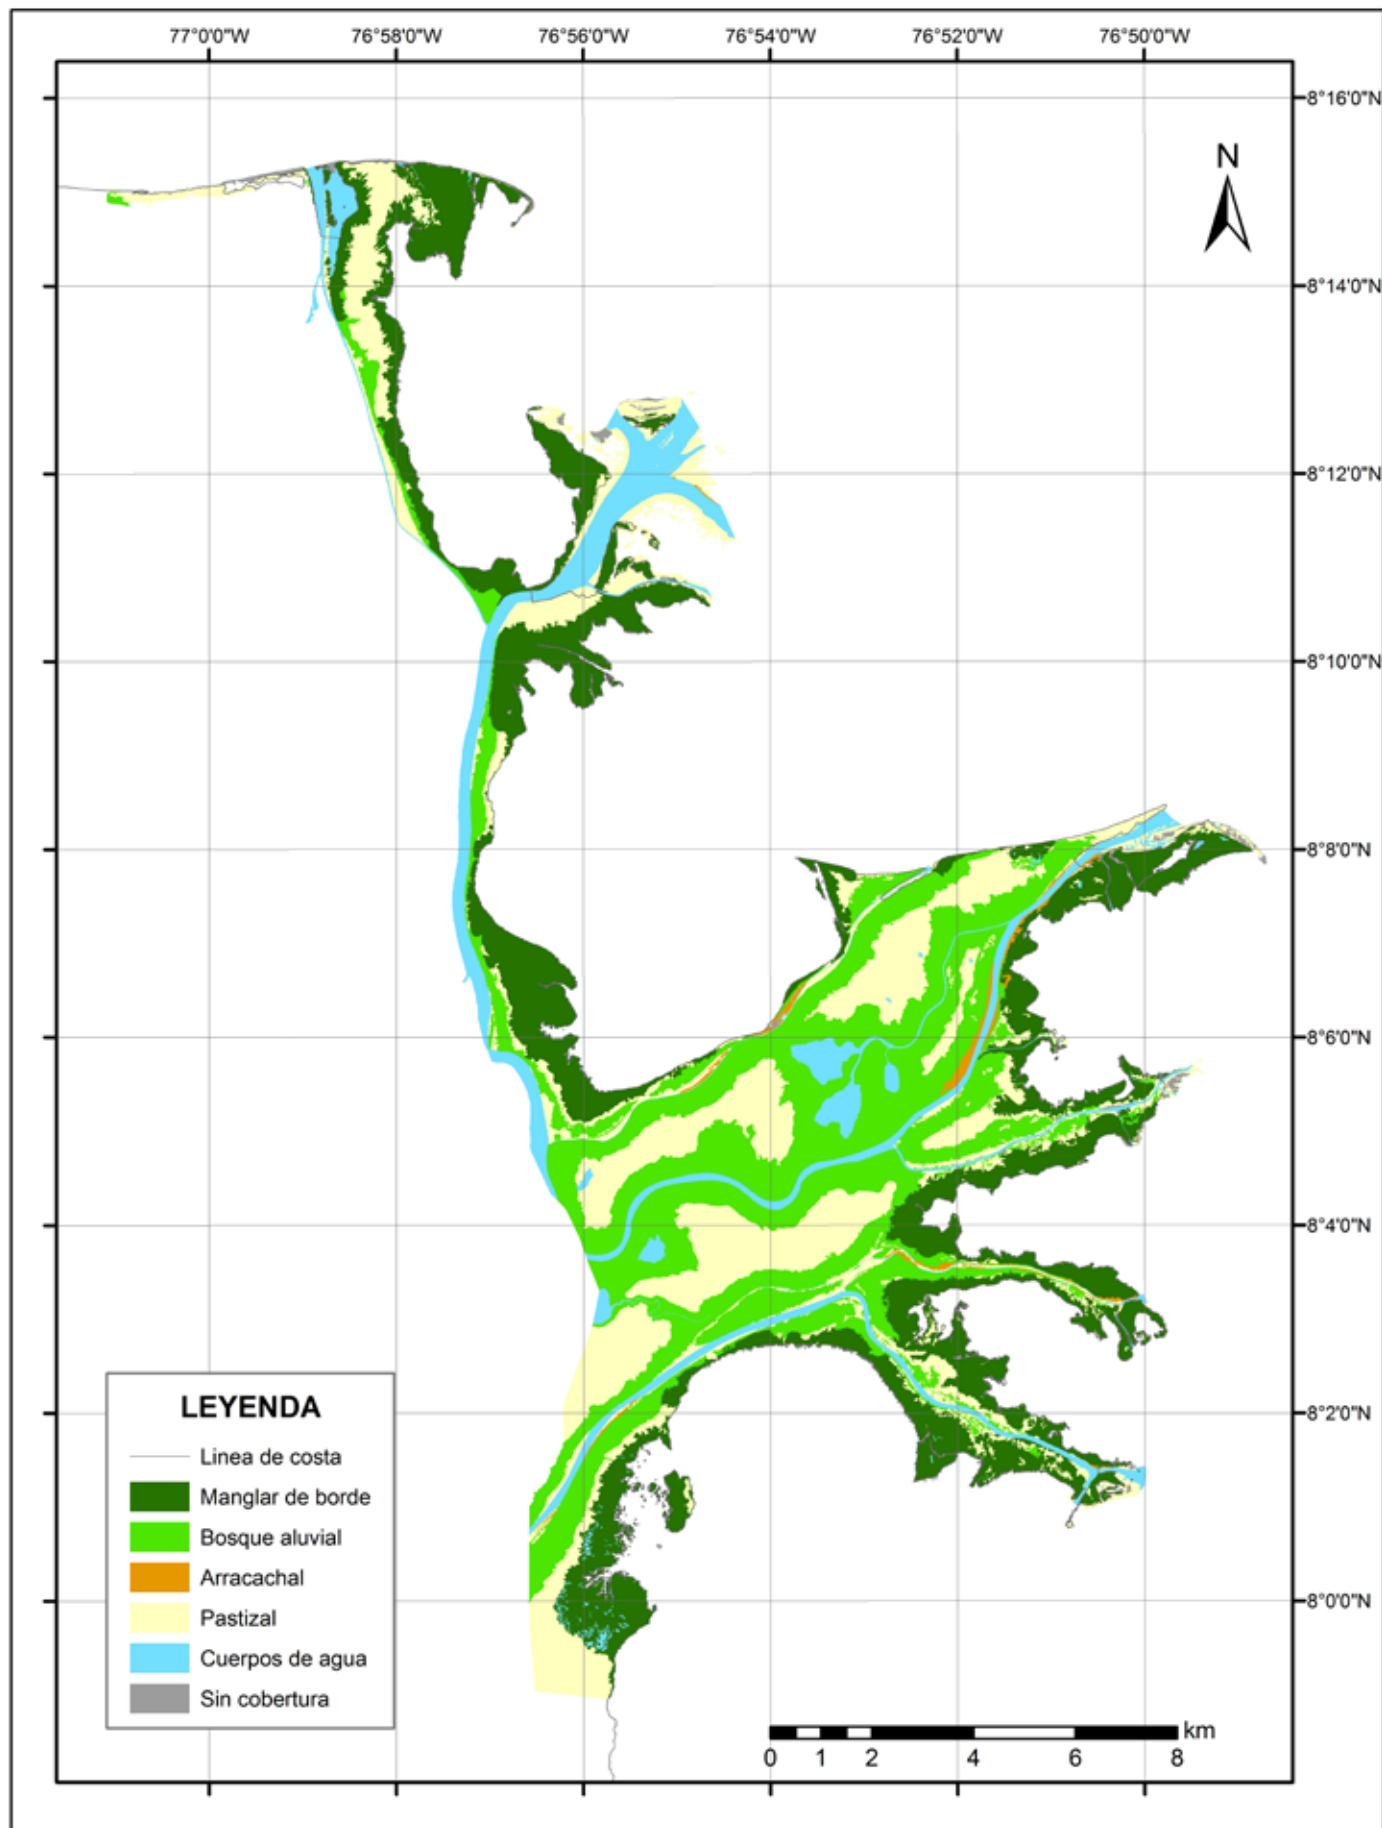 77°0'0"W 76°58'0"W 76°56'0"W 76°54'0"W 76°52'0"W 76°50'0"W
8°16'0"N
N
8°14'0"N
8°12'0"N
8°10'0"N
8°8'0"N
8°6'0"N
8°4'0"N
8°2'0"N
8°0'0"N
LEYENDA
Linea de costa
Manglar de borde
Bosque aluvial
Arracachal
Pastizal
Cuerpos de agua
Sin cobertura
km
0 1 2 4 6 8